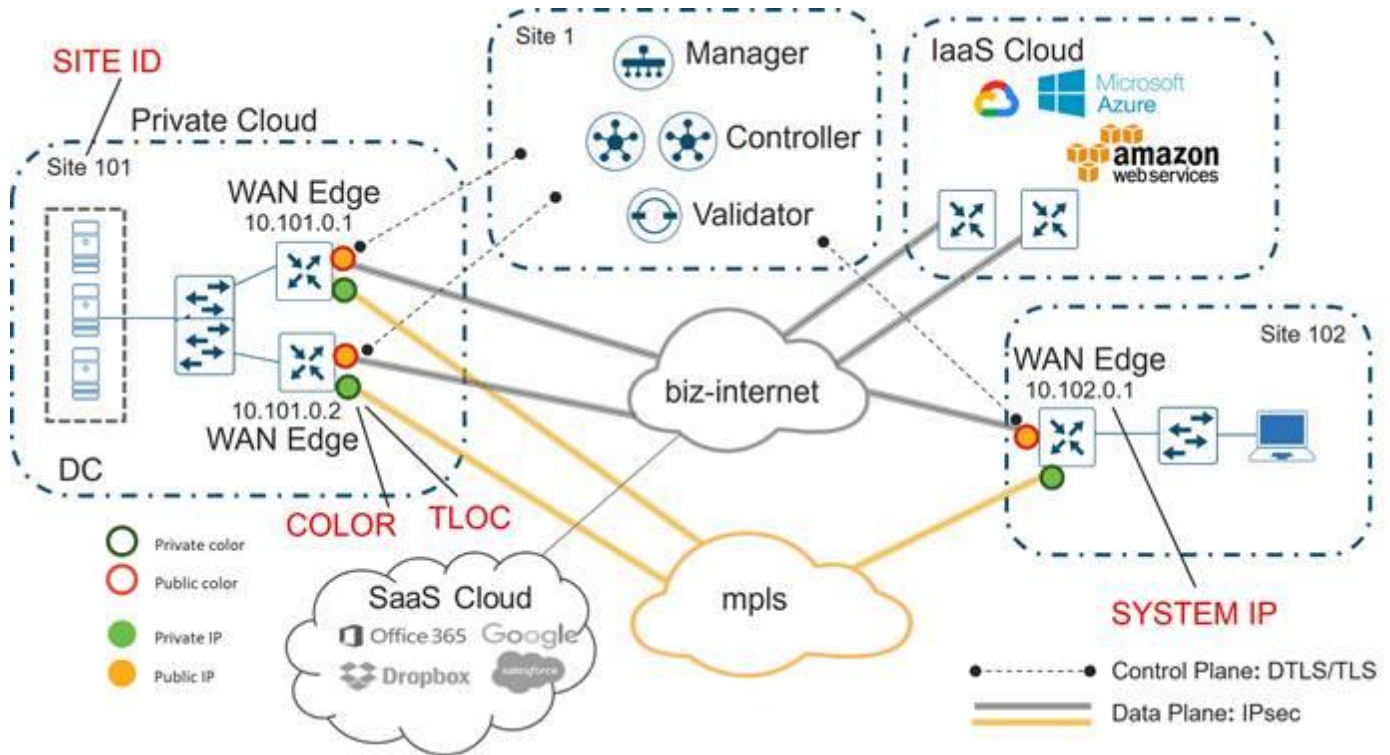 SITE ID
Private Cloud
Site 101
WAN Edge
10.101.0.1
10.101.0.2
WAN Edge
DC
COLOR
TLOC
Site 1
Manager
Controller
Validator
IaaS Cloud
Microsoft
Azure
amazon
webservices
biz-internet
Site 102
WAN Edge
10.102.0.1
SYSTEM IP
mpls
SaaS Cloud
Office 365
Google
Dropbox
salesforce
Private color
Public color
Private IP
Public IP
Control Plane: DTLS/TLS
Data Plane: IPsec